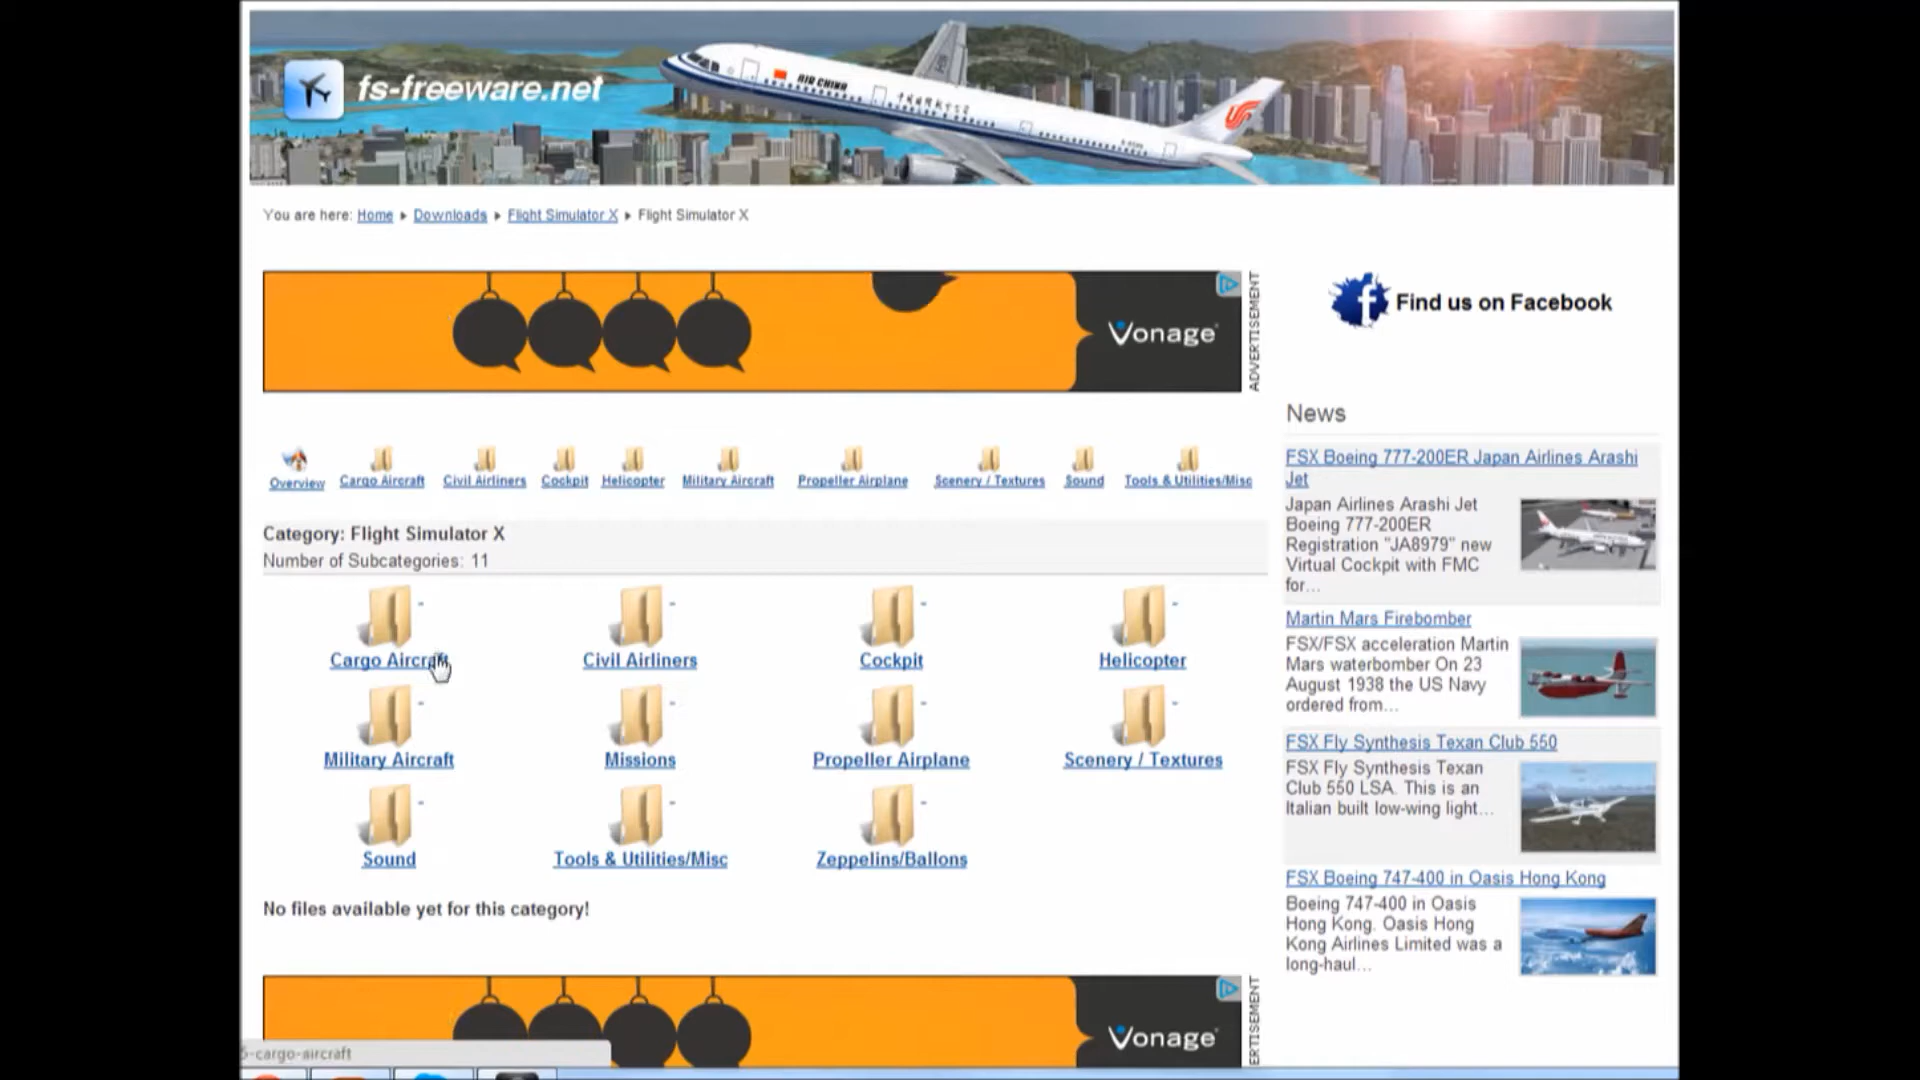 fs-freeware.net
AIR CHINA
You are here: Home ▸ Downloads ▸ Flight Simulator X ▸ Flight Simulator X
Vonage
ADVERTISEMENT
Find us on Facebook
Overview Cargo Aircraft Civil Airliners Cockpit Helicopter Military Aircraft Propeller Airplane Scenery / Textures Sound Tools & Utilities/Misc
Category: Flight Simulator X
Number of Subcategories: 11
Cargo Aircraft Civil Airliners Cockpit Helicopter
Military Aircraft Missions Propeller Airplane Scenery / Textures
Sound Tools & Utilities/Misc Zeppelins/Ballons
No files available yet for this category!
News
FSX Boeing 777-200ER Japan Airlines Arashi
Jet
Japan Airlines Arashi Jet
Boeing 777-200ER
Registration "JA8979" new
Virtual Cockpit with FMC
for...
Martin Mars Firebomber
FSX/FSX acceleration Martin
Mars waterbomber On 23
August 1938 the US Navy
ordered from...
FSX Fly Synthesis Texan Club 550
FSX Fly Synthesis Texan
Club 550 LSA. This is an
Italian built low-wing light...
FSX Boeing 747-400 in Oasis Hong Kong
Boeing 747-400 in Oasis
Hong Kong. Oasis Hong
Kong Airlines Limited was a
long-haul...
Vonage
ERTISEMENT
5-cargo-aircraft